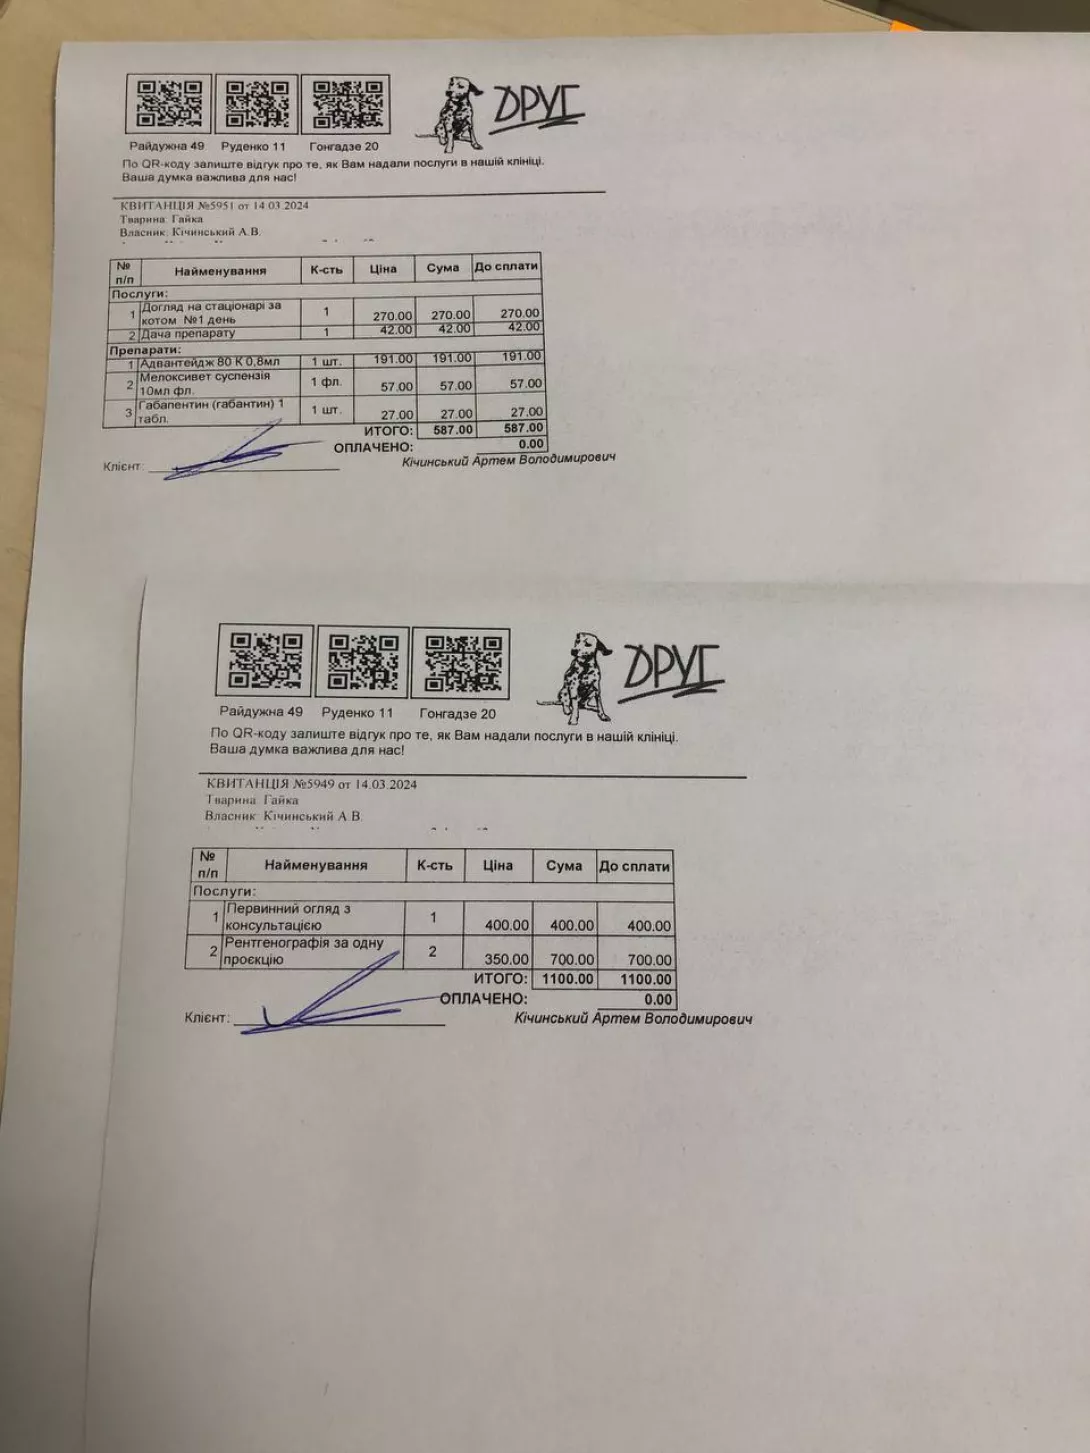 ДРУГ
Райдужна 49 Руденко 11 Гонгадзе 20
По QR-коду залиште відгук про те, як Вам надали послуги в нашій клініці.
Ваша думка важлива для нас!
КВИТАНЦІЯ №5951 от 14.03.2024
Тварина: Гайка
Власник: Кічинський А.В.
№ п/п Найменування К-сть Ціна Сума До сплати
Послуги:
1 Догляд на стаціонарі за котом №1 день 1 270.00 270.00 270.00
2 Дача препарату 1 42.00 42.00 42.00
Препарати:
1 Адвантейдж 80 К 0,8мл 1 шт. 191.00 191.00 191.00
2 Мелоксивет суспензія 10мл фл. 1 фл. 57.00 57.00 57.00
3 Габапентин (габантин) 1 табл. 1 шт. 27.00 27.00 27.00
ИТОГО: 587.00 587.00
ОПЛАЧЕНО: 0.00
Клієнт: Кічинський Артем Володимирович
ДРУГ
Райдужна 49 Руденко 11 Гонгадзе 20
По QR-коду залиште відгук про те, як Вам надали послуги в нашій клініці.
Ваша думка важлива для нас!
КВИТАНЦІЯ №5949 от 14.03.2024
Тварина: Гайка
Власник: Кічинський А.В.
№ п/п Найменування К-сть Ціна Сума До сплати
Послуги:
1 Первинний огляд з консультацією 1 400.00 400.00 400.00
2 Рентгенографія за одну проєкцію 2 350.00 700.00 700.00
ИТОГО: 1100.00 1100.00
ОПЛАЧЕНО: 0.00
Клієнт: Кічинський Артем Володимирович